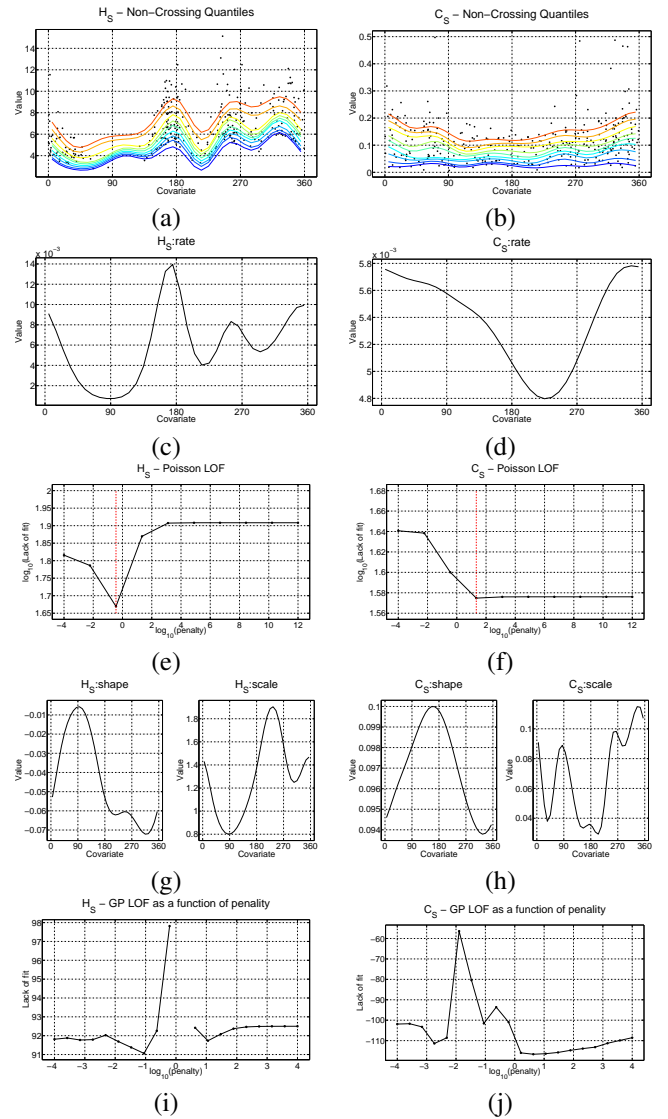 H_S – Non–Crossing Quantiles
C_S – Non–Crossing Quantiles
14
12
10
8
6
4
Value
0 90 180 270 360
Covariate
0.5
0.4
0.3
0.2
0.1
0
Value
0 90 180 270 360
Covariate
(a)
(b)
H_S:rate
C_S:rate
x 10^-3
14
12
10
8
6
4
2
Value
0 90 180 270 360
Covariate
x 10^-3
5.8
5.6
5.4
5.2
5
4.8
Value
0 90 180 270 360
Covariate
(c)
(d)
H_S – Poisson LOF
C_S – Poisson LOF
2
1.95
1.9
1.85
1.8
1.75
1.7
1.65
log_10(Lack of fit)
−4 −2 0 2 4 6 8 10 12
log_10(penalty)
1.68
1.64
1.6
1.56
log_10(Lack of fit)
−4 −2 0 2 4 6 8 10 12
log_10(penalty)
(e)
(f)
H_S:shape
H_S:scale
C_S:shape
C_S:scale
−0.01
−0.02
−0.03
−0.04
−0.05
−0.06
−0.07
0 90 180 270 360
Covariate
1.8
1.6
1.4
1.2
1
0.8
Value
0 90 180 270 360
Covariate
0.1
0.099
0.098
0.097
0.096
0.095
0.094
Value
0 90 180 270 360
Covariate
0.1
0.08
0.06
0.04
Value
0 90 180 270 360
Covariate
(g)
(h)
H_S – GP LOF as a function of penality
C_S – GP LOF as a function of penality
98
97
96
95
94
93
92
91
Lack of fit
−4 −3 −2 −1 0 1 2 3 4
log_10(penalty)
−60
−70
−80
−90
−100
−110
Lack of fit
−4 −3 −2 −1 0 1 2 3 4
log_10(penalty)
(i)
(j)